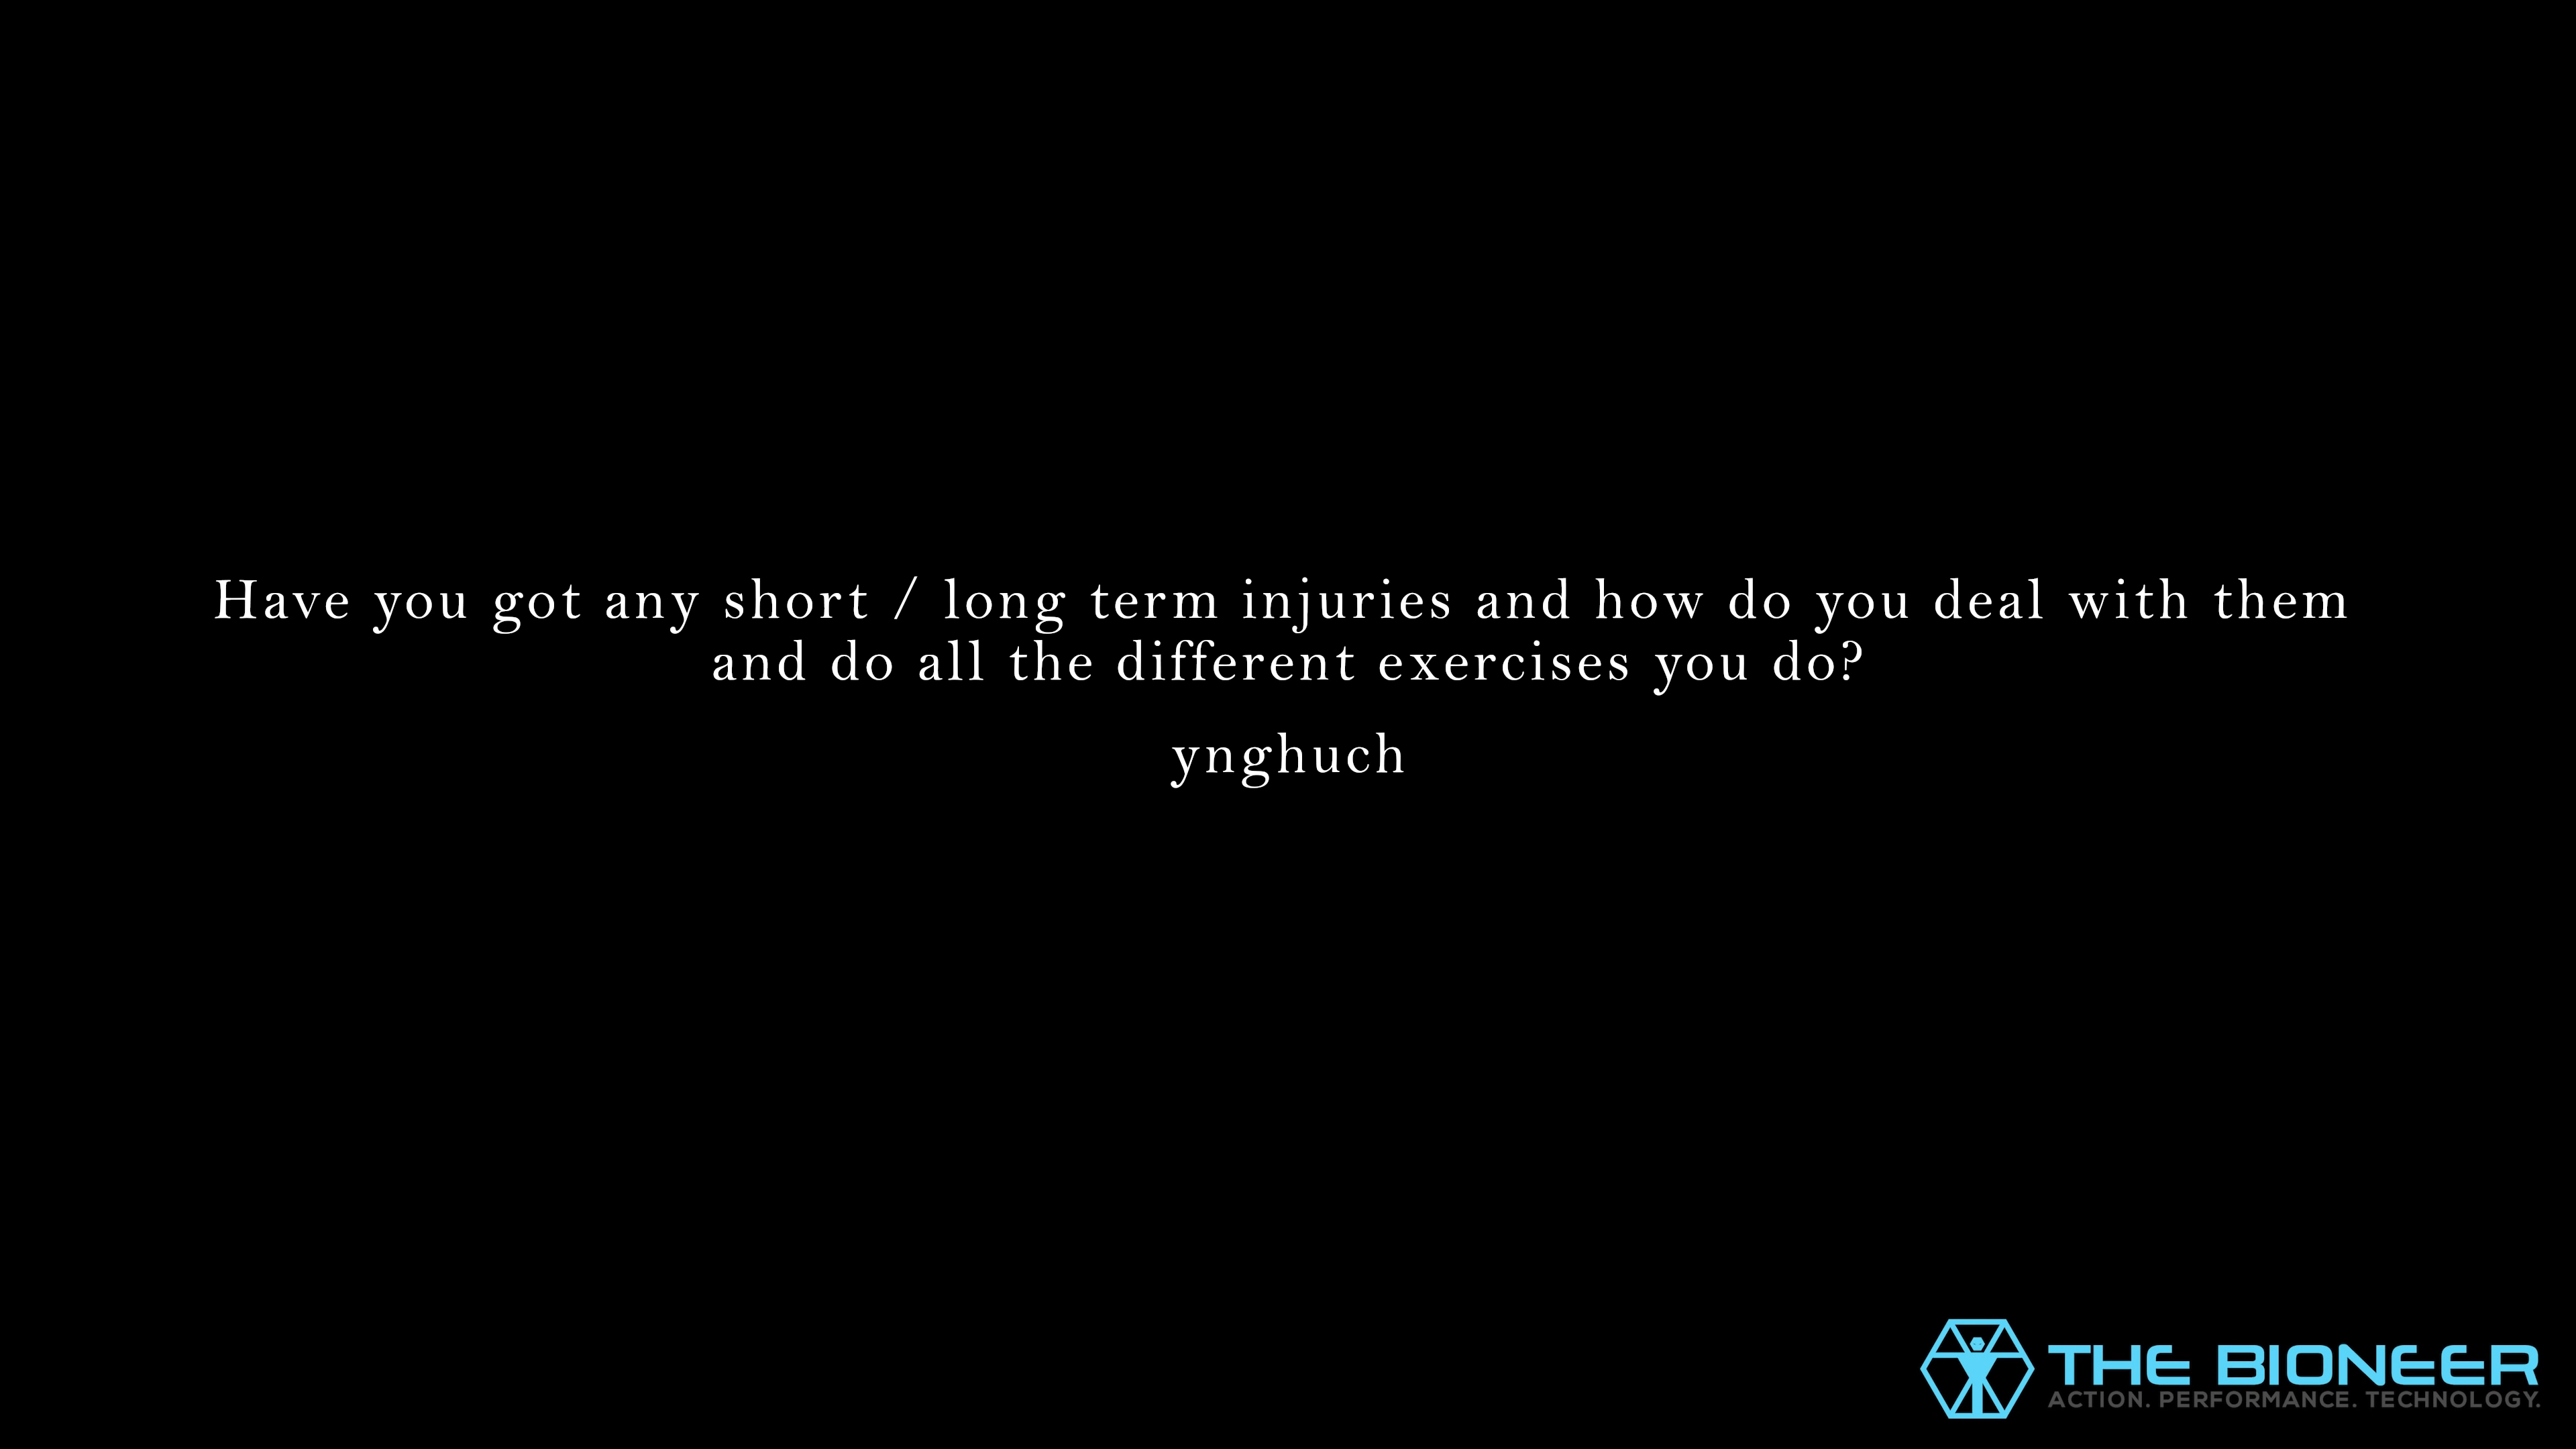 Have you got any short / long term injuries and how do you deal with them
and do all the different exercises you do?
ynghuch
THE BIONEER
ACTION. PERFORMANCE. TECHNOLOGY.